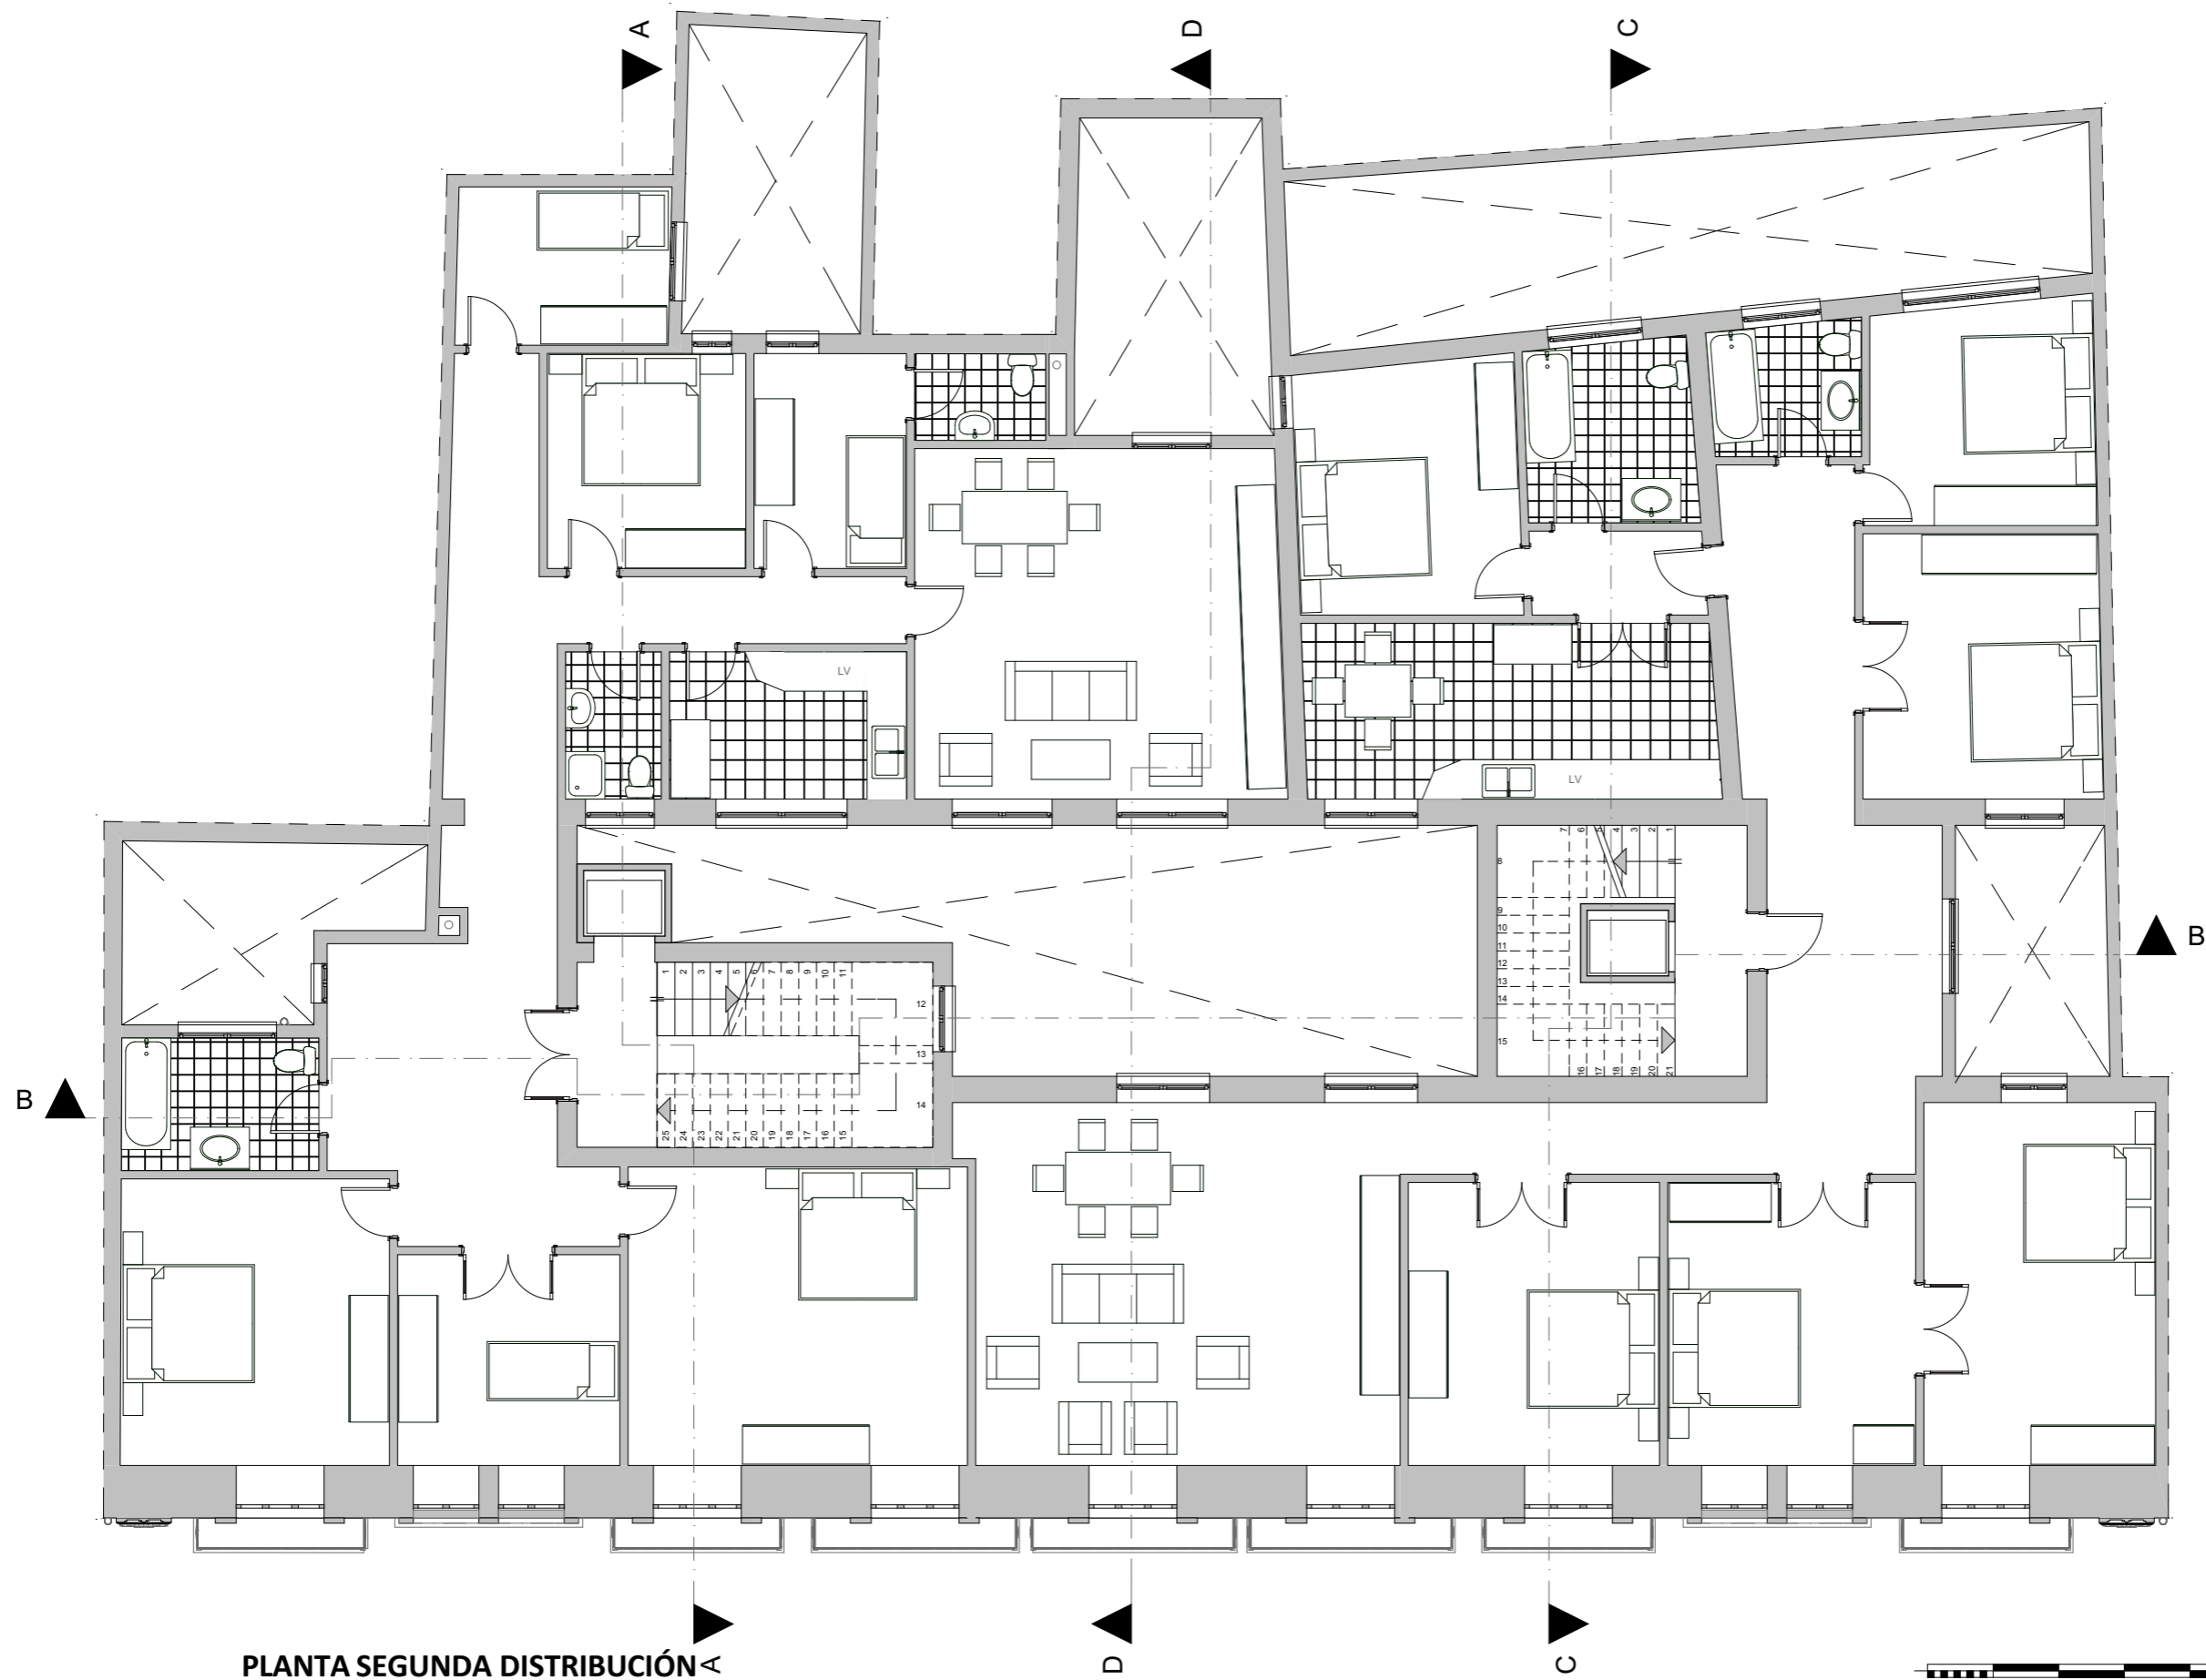 A
D
C
LV
LV
7 6 5 4 3 2 1
8
9
10
11
12
13
14
15
16 17 18 19 20 21
1 2 3 4 5 6 7 8 9 10 11
12
13
14
25 24 23 22 21 20 19 18 17 16 15
B
B
A
D
C
PLANTA SEGUNDA DISTRIBUCIÓN